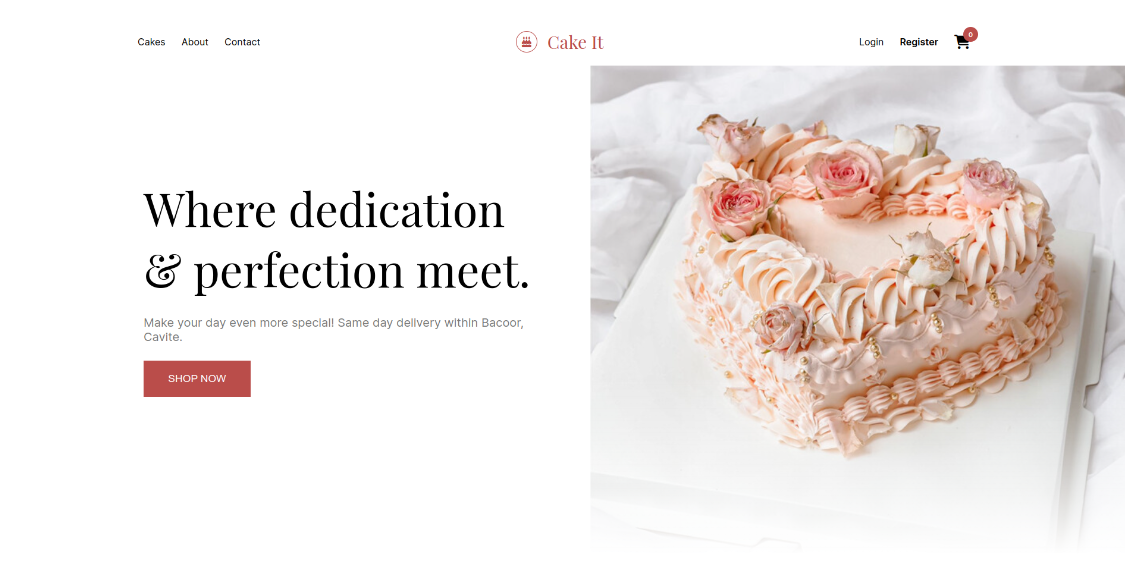 Cakes About Contact Cake It Login Register 0
Where dedication
& perfection meet.
Make your day even more special! Same day delivery within Bacoor,
Cavite.
SHOP NOW